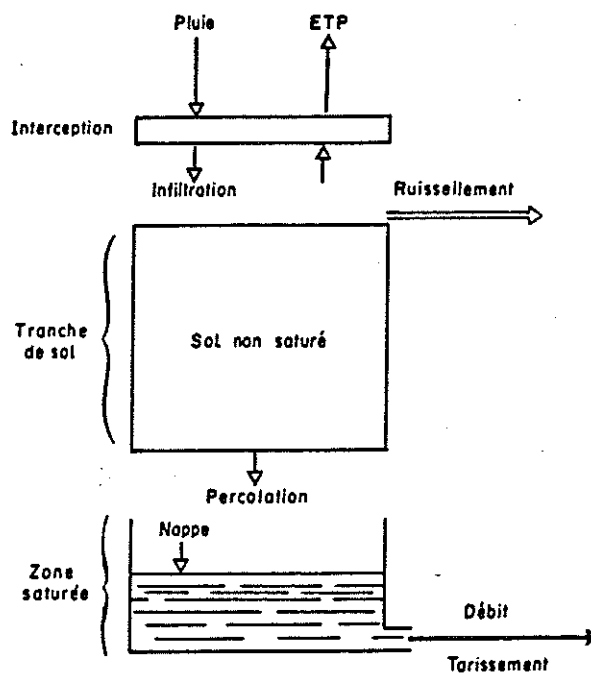 Pluie
ETP
Interception
Infiltration
Ruissellement
Tranche
de sol
Sol non saturé
Percolation
Nappe
Zone
saturée
Débit
Tarissement